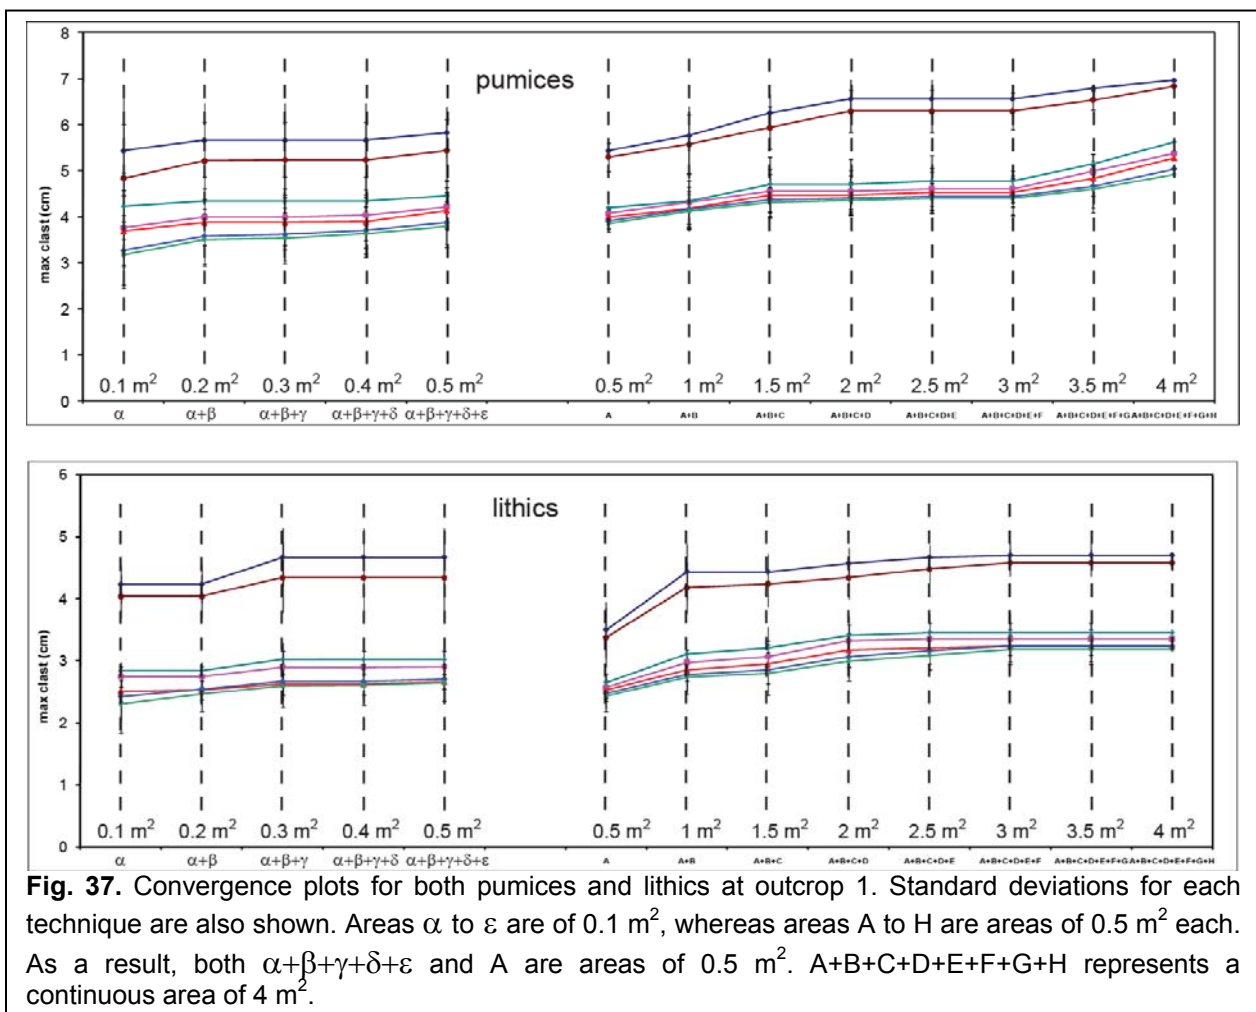 8
7
6
5
4
3
2
1
0
max clast (cm)
pumices
0.1 m² 0.2 m² 0.3 m² 0.4 m² 0.5 m² 0.5 m² 1 m² 1.5 m² 2 m² 2.5 m² 3 m² 3.5 m² 4 m²
α α+β α+β+γ α+β+γ+δ α+β+γ+δ+ε A A+B A+B+C A+B+C+D A+B+C+D+E A+B+C+D+E+F A+B+C+D+E+F+G A+B+C+D+E+F+G+H
6
5
4
3
2
1
0
max clast (cm)
lithics
0.1 m² 0.2 m² 0.3 m² 0.4 m² 0.5 m² 0.5 m² 1 m² 1.5 m² 2 m² 2.5 m² 3 m² 3.5 m² 4 m²
α α+β α+β+γ α+β+γ+δ α+β+γ+δ+ε A A+B A+B+C A+B+C+D A+B+C+D+E A+B+C+D+E+F A+B+C+D+E+F+G A+B+C+D+E+F+G+H
Fig. 37. Convergence plots for both pumices and lithics at outcrop 1. Standard deviations for each
technique are also shown. Areas α to ε are of 0.1 m², whereas areas A to H are areas of 0.5 m² each.
As a result, both α+β+γ+δ+ε and A are areas of 0.5 m². A+B+C+D+E+F+G+H represents a
continuous area of 4 m².